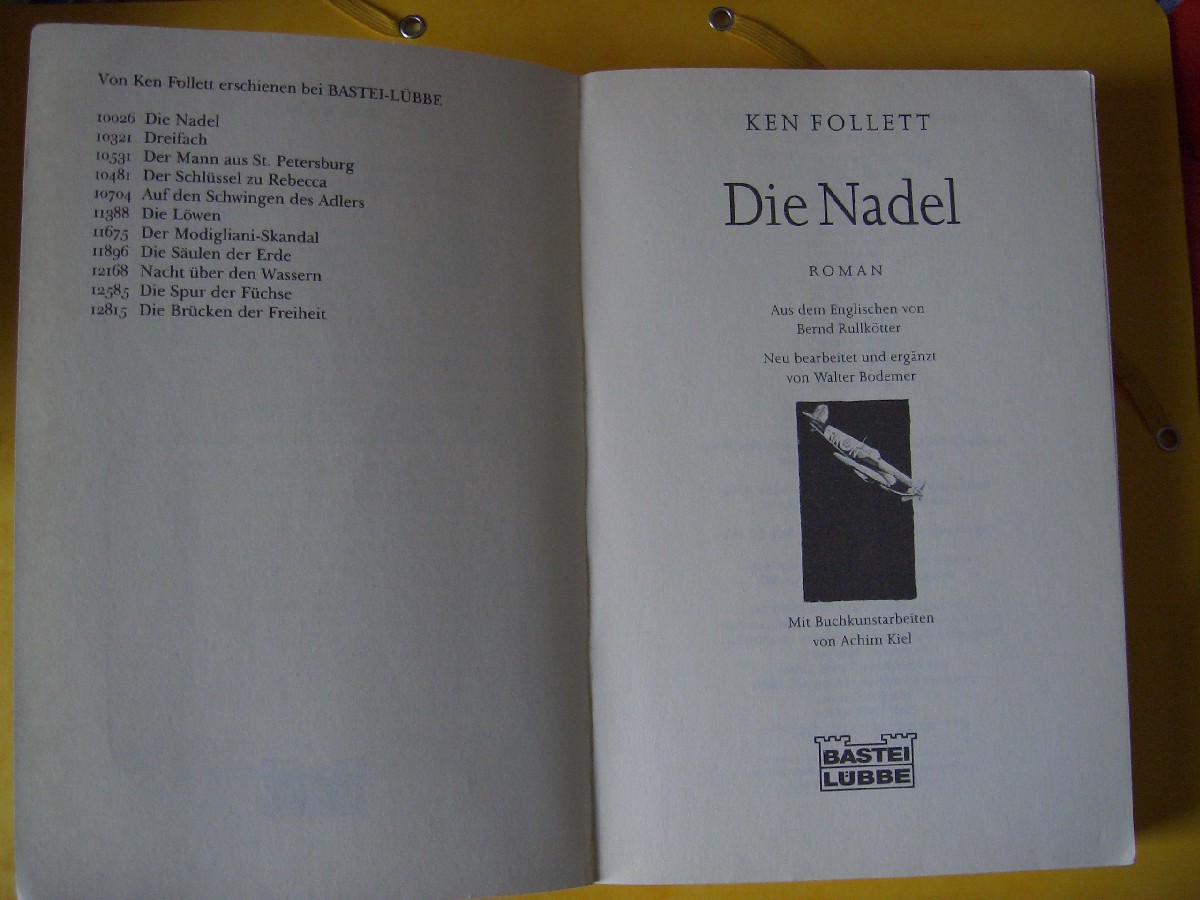 Von Ken Follett erschienen bei BASTEI-LÜBBE
10026 Die Nadel
10321 Dreifach
10531 Der Mann aus St. Petersburg
10481 Der Schlüssel zu Rebecca
10704 Auf den Schwingen des Adlers
11388 Die Löwen
11675 Der Modigliani-Skandal
11896 Die Säulen der Erde
12168 Nacht über den Wassern
12585 Die Spur der Füchse
12815 Die Brücken der Freiheit
KEN FOLLETT
Die Nadel
ROMAN
Aus dem Englischen von
Bernd Rullkötter
Neu bearbeitet und ergänzt
von Walter Bodemer
Mit Buchkunstarbeiten
von Achim Kiel
BASTEI
LÜBBE